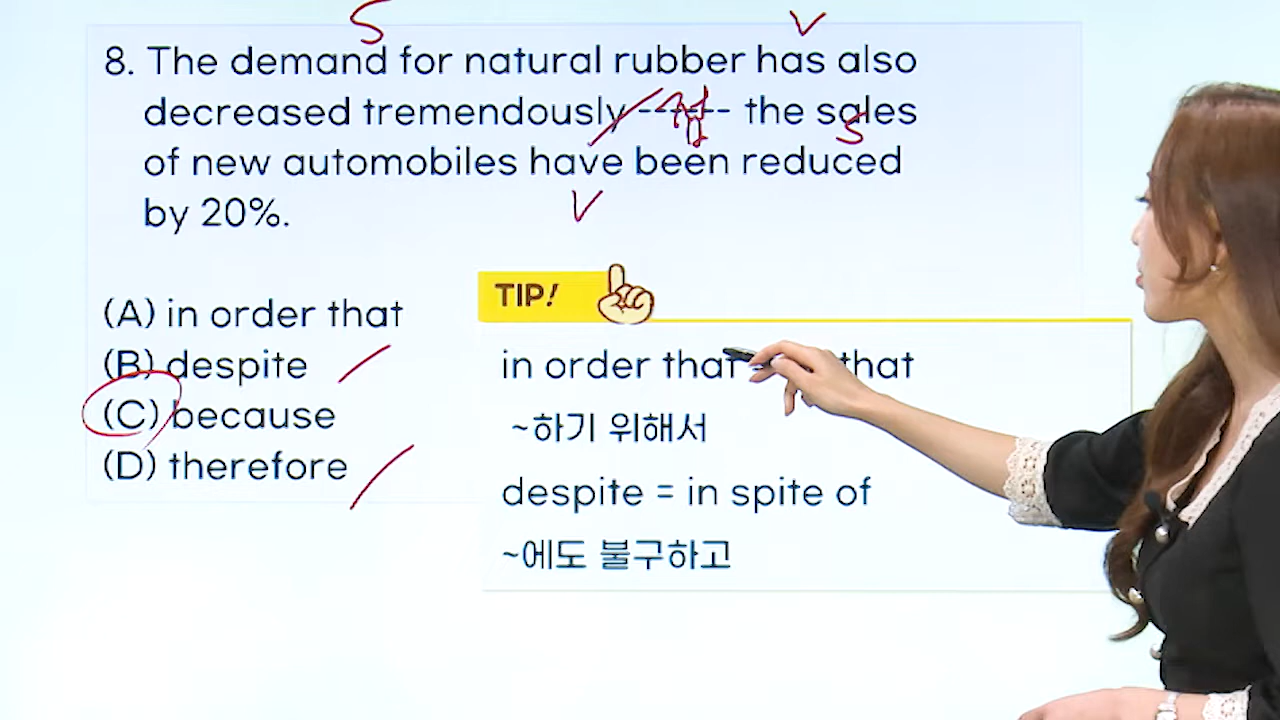 8. The demand for natural rubber has also
decreased tremendously ------- the sales
of new automobiles have been reduced
by 20%.
S
V
접
S
V
(A) in order that
(B) despite
(C) because
(D) therefore
TIP!
in order that that
~하기 위해서
despite = in spite of
~에도 불구하고